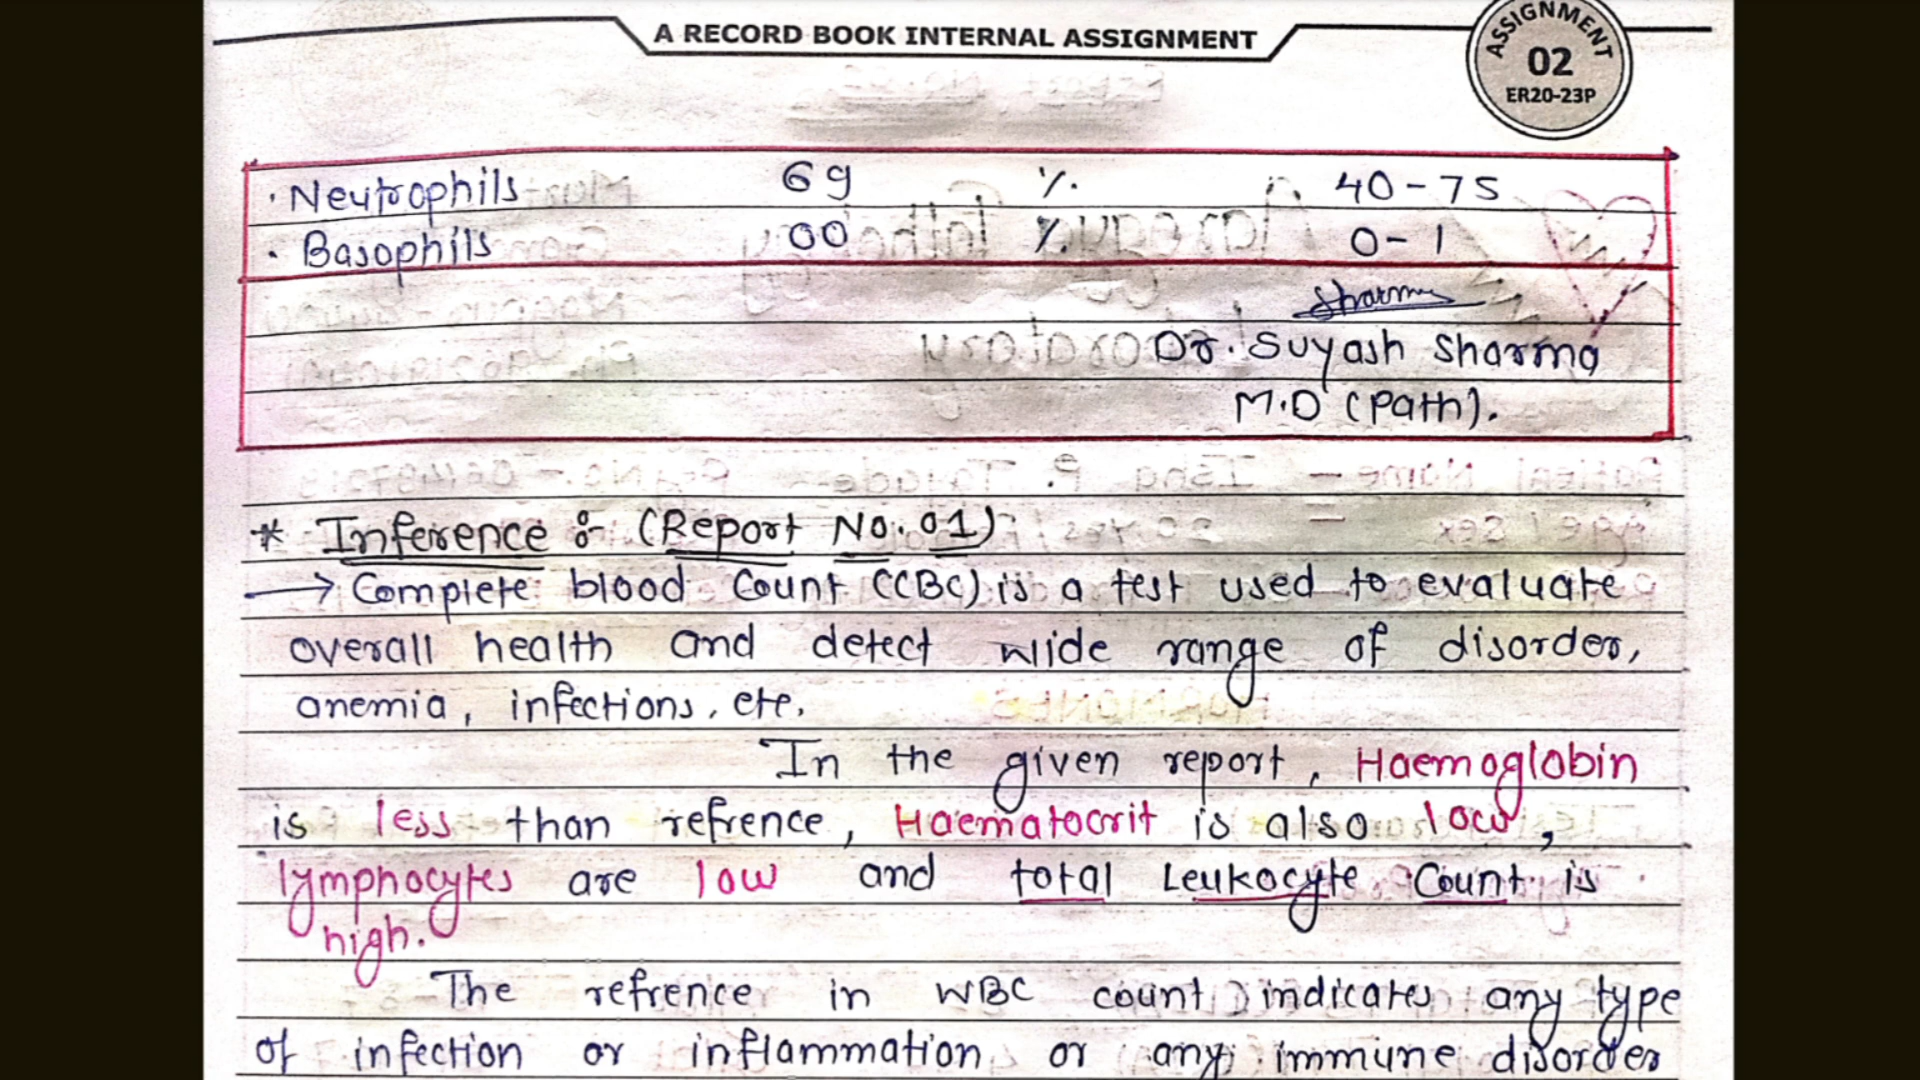 A RECORD BOOK INTERNAL ASSIGNMENT
ASSIGNMENT
02
ER20-23P
· Neutrophils 69 % 40-75
· Basophils 00 % 0-1
Sharma
Dr. Suyash Sharma
M.D (Path).
* Inference :- (Report No. 01)
→ Complete blood Count (CBC) is a test used to evaluate
overall health and detect wide range of disorder,
anemia, infections, etc.
In the given report, Haemoglobin
is less than refrence, Haematocrit is also low,
lymphocytes are low and total Leukocyte Count is
high.
The refrence in WBC count indicates any type
of infection or inflammation or any immune disorder